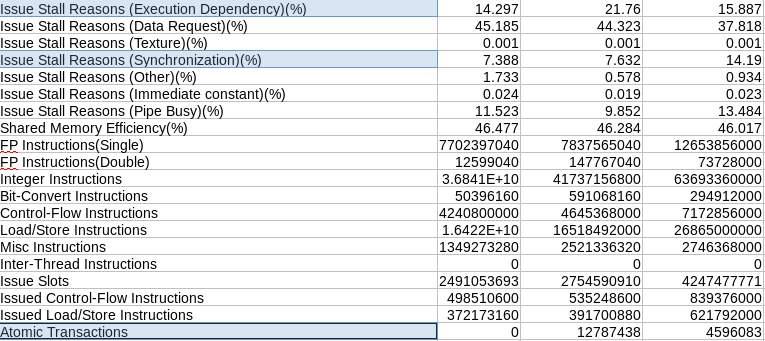 Issue Stall Reasons (Execution Dependency)(%) 14.297 21.76 15.887
Issue Stall Reasons (Data Request)(%) 45.185 44.323 37.818
Issue Stall Reasons (Texture)(%) 0.001 0.001 0.001
Issue Stall Reasons (Synchronization)(%) 7.388 7.632 14.19
Issue Stall Reasons (Other)(%) 1.733 0.578 0.934
Issue Stall Reasons (Immediate constant)(%) 0.024 0.019 0.023
Issue Stall Reasons (Pipe Busy)(%) 11.523 9.852 13.484
Shared Memory Efficiency(%) 46.477 46.284 46.017
FP Instructions(Single) 7702397040 7837565040 12653856000
FP Instructions(Double) 12599040 147767040 73728000
Integer Instructions 3.6841E+10 41737156800 63693360000
Bit-Convert Instructions 50396160 591068160 294912000
Control-Flow Instructions 4240800000 4645368000 7172856000
Load/Store Instructions 1.6422E+10 16518492000 26865000000
Misc Instructions 1349273280 2521336320 2746368000
Inter-Thread Instructions 0 0 0
Issue Slots 2491053693 2754590910 4247477771
Issued Control-Flow Instructions 498510600 535248600 839376000
Issued Load/Store Instructions 372173160 391700880 621792000
Atomic Transactions 0 12787438 4596083